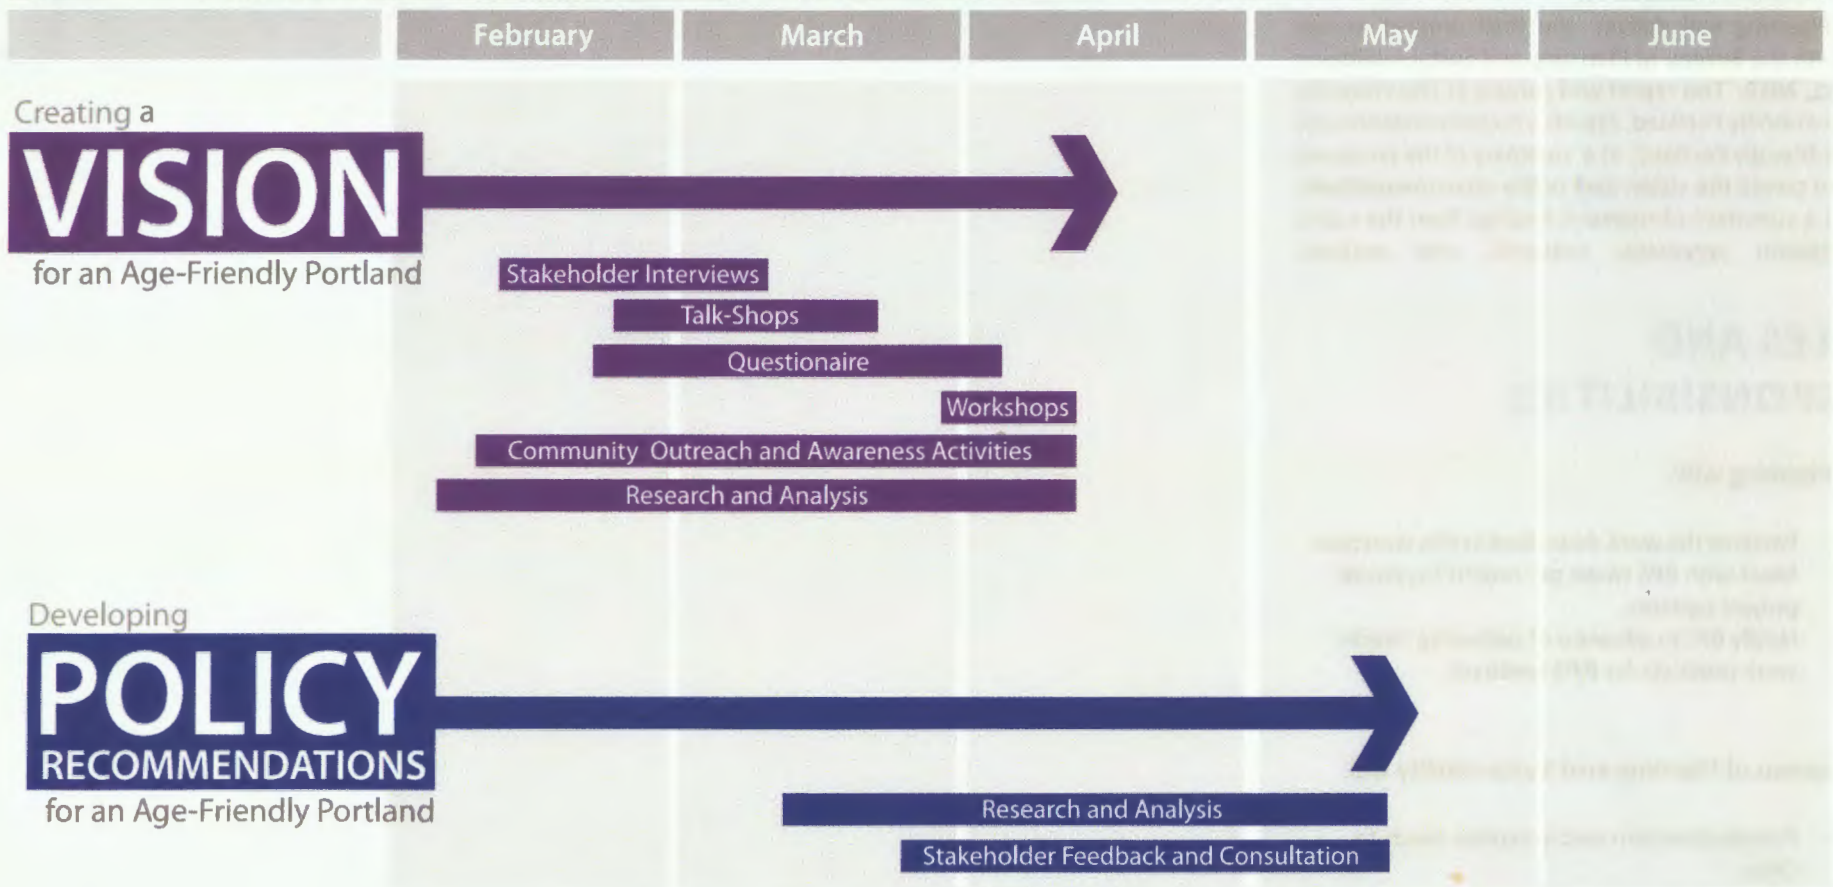 February March April May June
Creating a
VISION
for an Age-Friendly Portland
Stakeholder Interviews
Talk-Shops
Questionaire
Workshops
Community Outreach and Awareness Activities
Research and Analysis
Developing
POLICY
RECOMMENDATIONS
for an Age-Friendly Portland
Research and Analysis
Stakeholder Feedback and Consultation